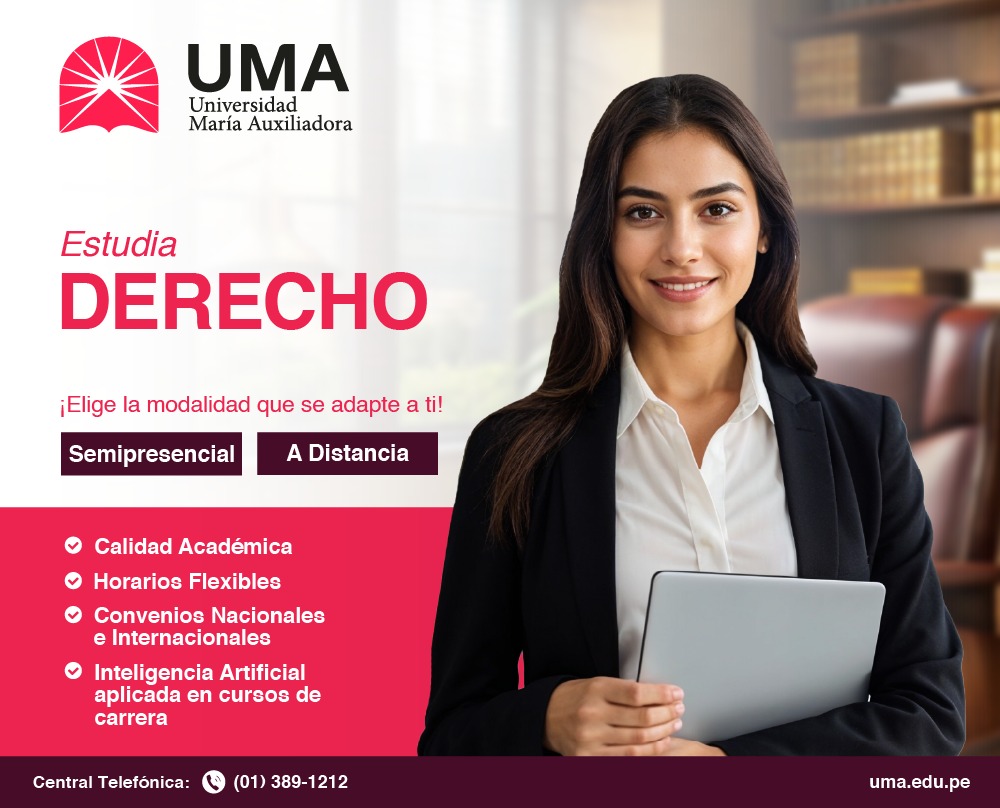 UMA
Universidad
María Auxiliadora
Estudia
DERECHO
¡Elige la modalidad que se adapte a ti!
Semipresencial
A Distancia
Calidad Académica
Horarios Flexibles
Convenios Nacionales
e Internacionales
Inteligencia Artificial
aplicada en cursos de
carrera
Central Telefónica: (01) 389-1212
uma.edu.pe